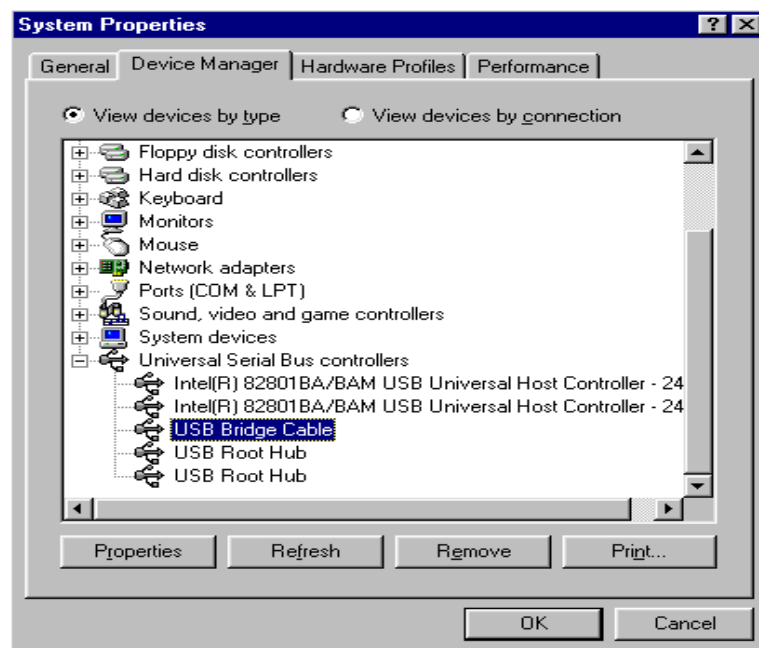 System Properties
General Device Manager Hardware Profiles Performance
View devices by type View devices by connection
Floppy disk controllers
Hard disk controllers
Keyboard
Monitors
Mouse
Network adapters
Ports (COM & LPT)
Sound, video and game controllers
System devices
Universal Serial Bus controllers
Intel(R) 82801BA/BAM USB Universal Host Controller - 24
Intel(R) 82801BA/BAM USB Universal Host Controller - 24
USB Bridge Cable
USB Root Hub
USB Root Hub
Properties Refresh Remove Print...
OK Cancel